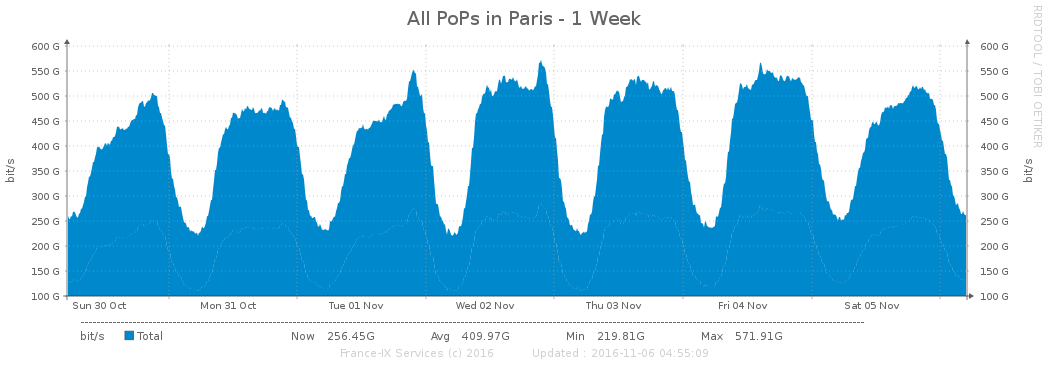 All PoPs in Paris - 1 Week
RRDTOOL / TOBI OETIKER
600 G 600 G
550 G 550 G
500 G 500 G
450 G 450 G
400 G 400 G
350 G 350 G
300 G 300 G
250 G 250 G
200 G 200 G
150 G 150 G
100 G 100 G
bit/s
bit/s
Sun 30 Oct Mon 31 Oct Tue 01 Nov Wed 02 Nov Thu 03 Nov Fri 04 Nov Sat 05 Nov
bit/s Total Now 256.45G Avg 409.97G Min 219.81G Max 571.91G
France-IX Services (c) 2016 Updated : 2016-11-06 04:55:09